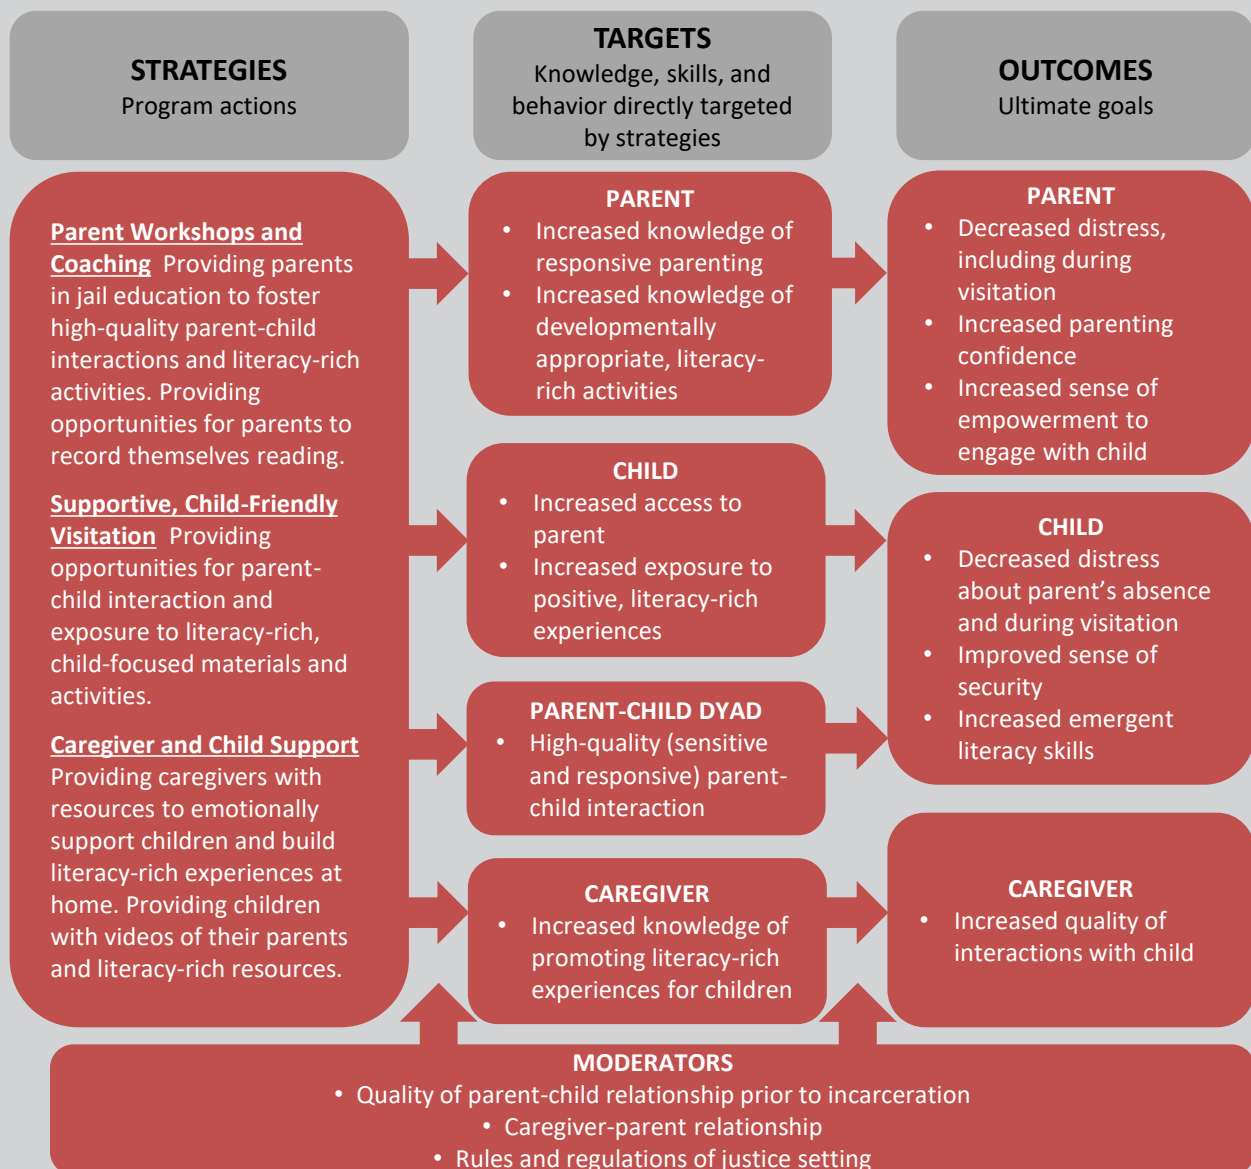 STRATEGIES
Program actions
TARGETS
Knowledge, skills, and
behavior directly targeted
by strategies
OUTCOMES
Ultimate goals
Parent Workshops and
Coaching Providing parents
in jail education to foster
high-quality parent-child
interactions and literacy-rich
activities. Providing
opportunities for parents to
record themselves reading.
Supportive, Child-Friendly
Visitation Providing
opportunities for parent-
child interaction and
exposure to literacy-rich,
child-focused materials and
activities.
Caregiver and Child Support
Providing caregivers with
resources to emotionally
support children and build
literacy-rich experiences at
home. Providing children
with videos of their parents
and literacy-rich resources.
PARENT
• Increased knowledge of
responsive parenting
• Increased knowledge of
developmentally
appropriate, literacy-
rich activities
CHILD
• Increased access to
parent
• Increased exposure to
positive, literacy-rich
experiences
PARENT-CHILD DYAD
• High-quality (sensitive
and responsive) parent-
child interaction
CAREGIVER
• Increased knowledge of
promoting literacy-rich
experiences for children
PARENT
• Decreased distress,
including during
visitation
• Increased parenting
confidence
• Increased sense of
empowerment to
engage with child
CHILD
• Decreased distress
about parent’s absence
and during visitation
• Improved sense of
security
• Increased emergent
literacy skills
CAREGIVER
• Increased quality of
interactions with child
MODERATORS
• Quality of parent-child relationship prior to incarceration
• Caregiver-parent relationship
• Rules and regulations of justice setting